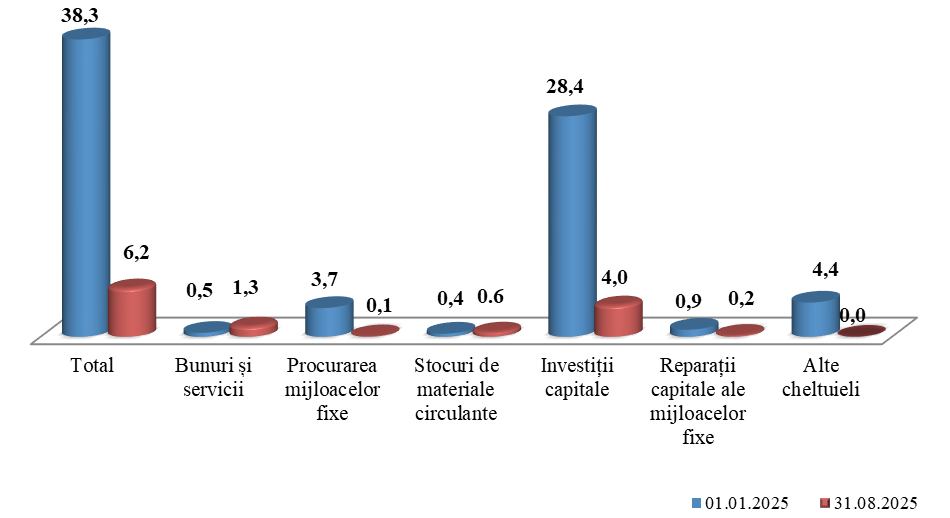 38,3
6,2
0,5
1,3
3,7
0,1
0,4
0.6
28,4
4,0
0,9
0,2
4,4
0,0
Total
Bunuri și
servicii
Procurarea
mijloacelor
fixe
Stocuri de
materiale
circulante
Investiții
capitale
Reparații
capitale ale
mijloacelor
fixe
Alte
cheltuieli
01.01.2025
31.08.2025